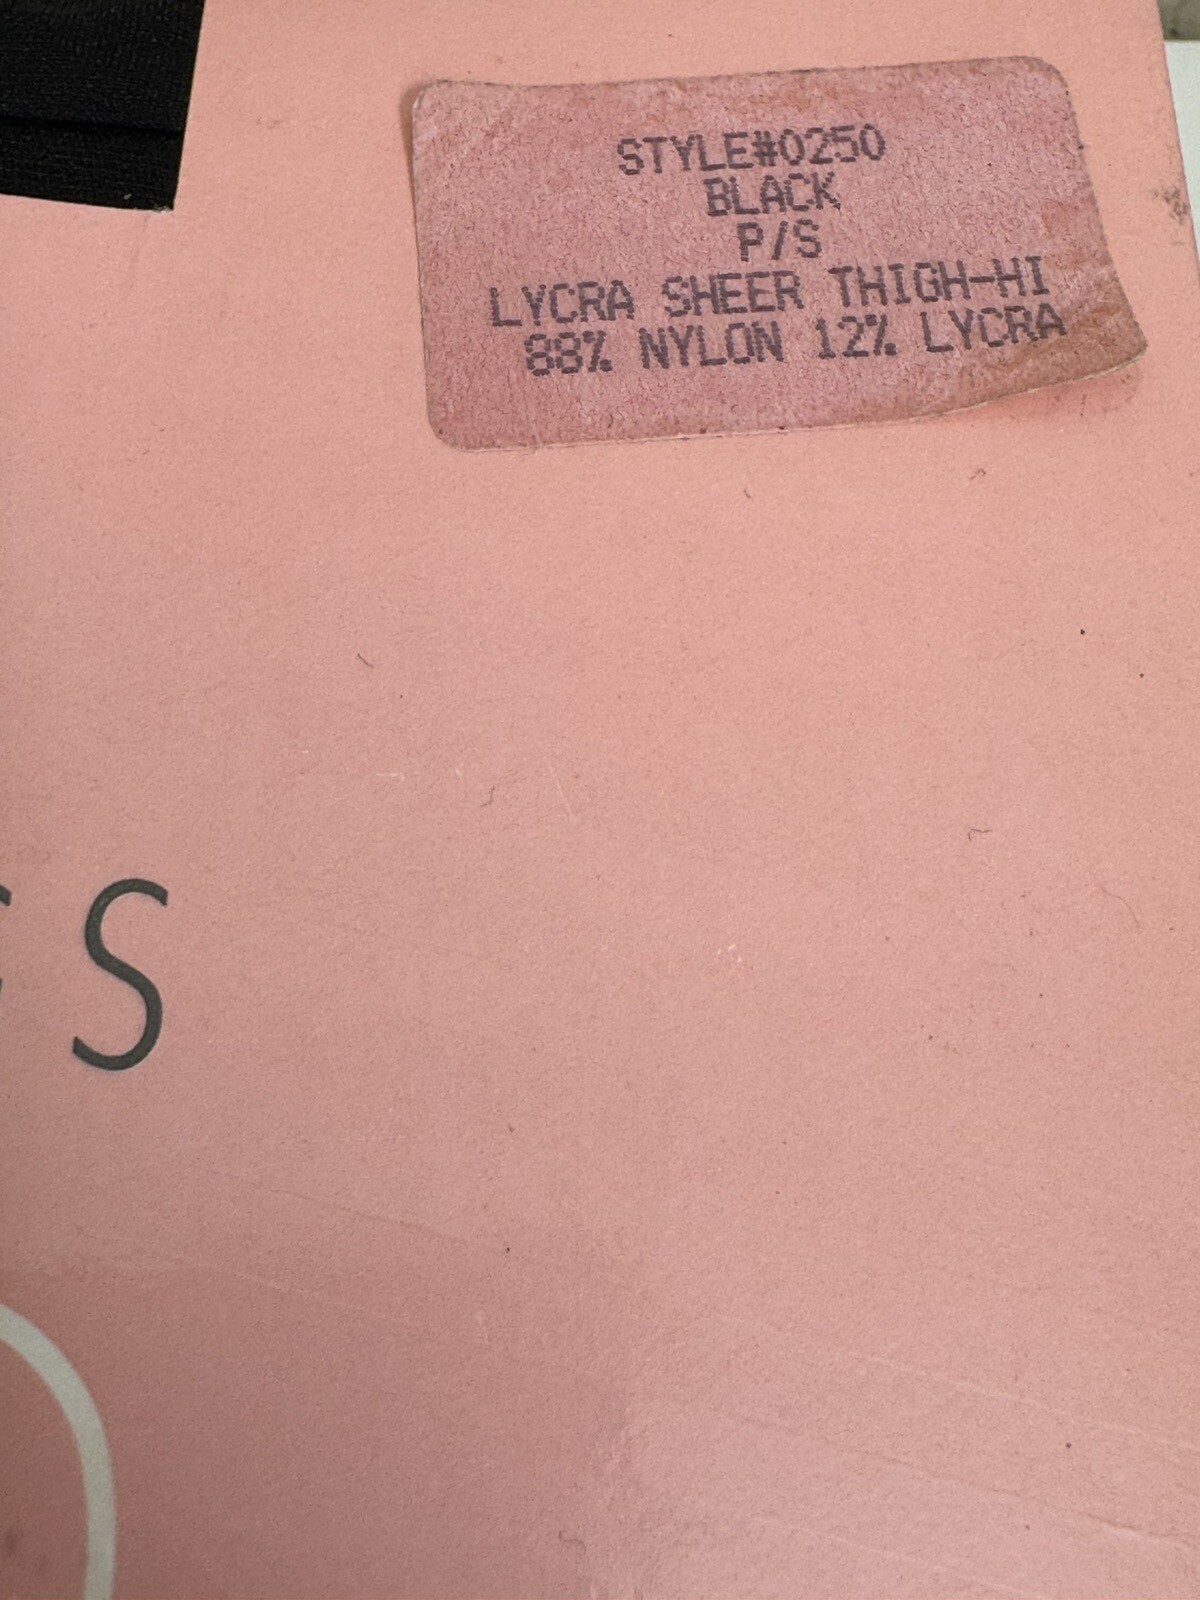 STYLE#0250
BLACK
P/S
LYCRA SHEER THIGH-HI
88% NYLON 12% LYCRA
S